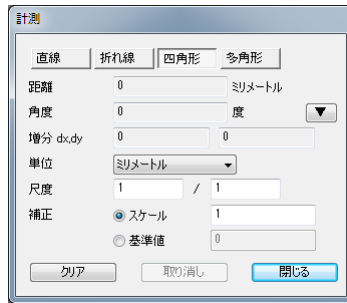 計測
直線 折れ線 四角形 多角形
距離 0 ミリメートル
角度 0 度 ▼
増分 dx,dy 0 0
単位 ミリメートル
尺度 1 / 1
補正 スケール 1
基準値 0
クリア 取り消し 閉じる